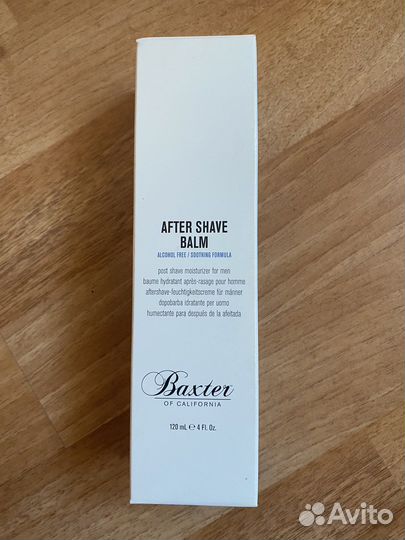 AFTER SHAVE
BALM
ALCOHOL FREE / SOOTHING FORMULA
post shave moisturizer for men
baume hydratant après-rasage pour homme
aftershave-feuchtigkeitscreme für männer
dopobarba idratante per uomo
humectante para después de la afeitada
Baxter
OF CALIFORNIA
120 mL ℮ 4 Fl. Oz.
Avito